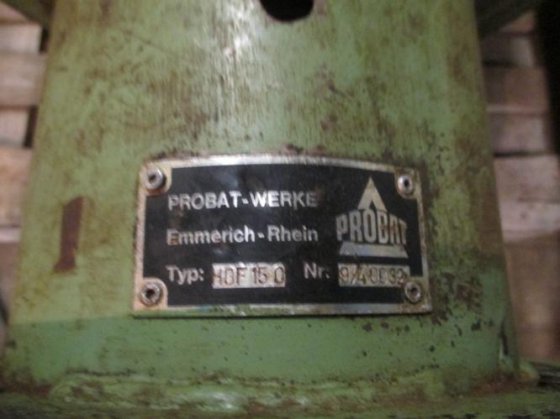 PROBAT-WERKE
Emmerich-Rhein
PROBAT
Typ: Nr.